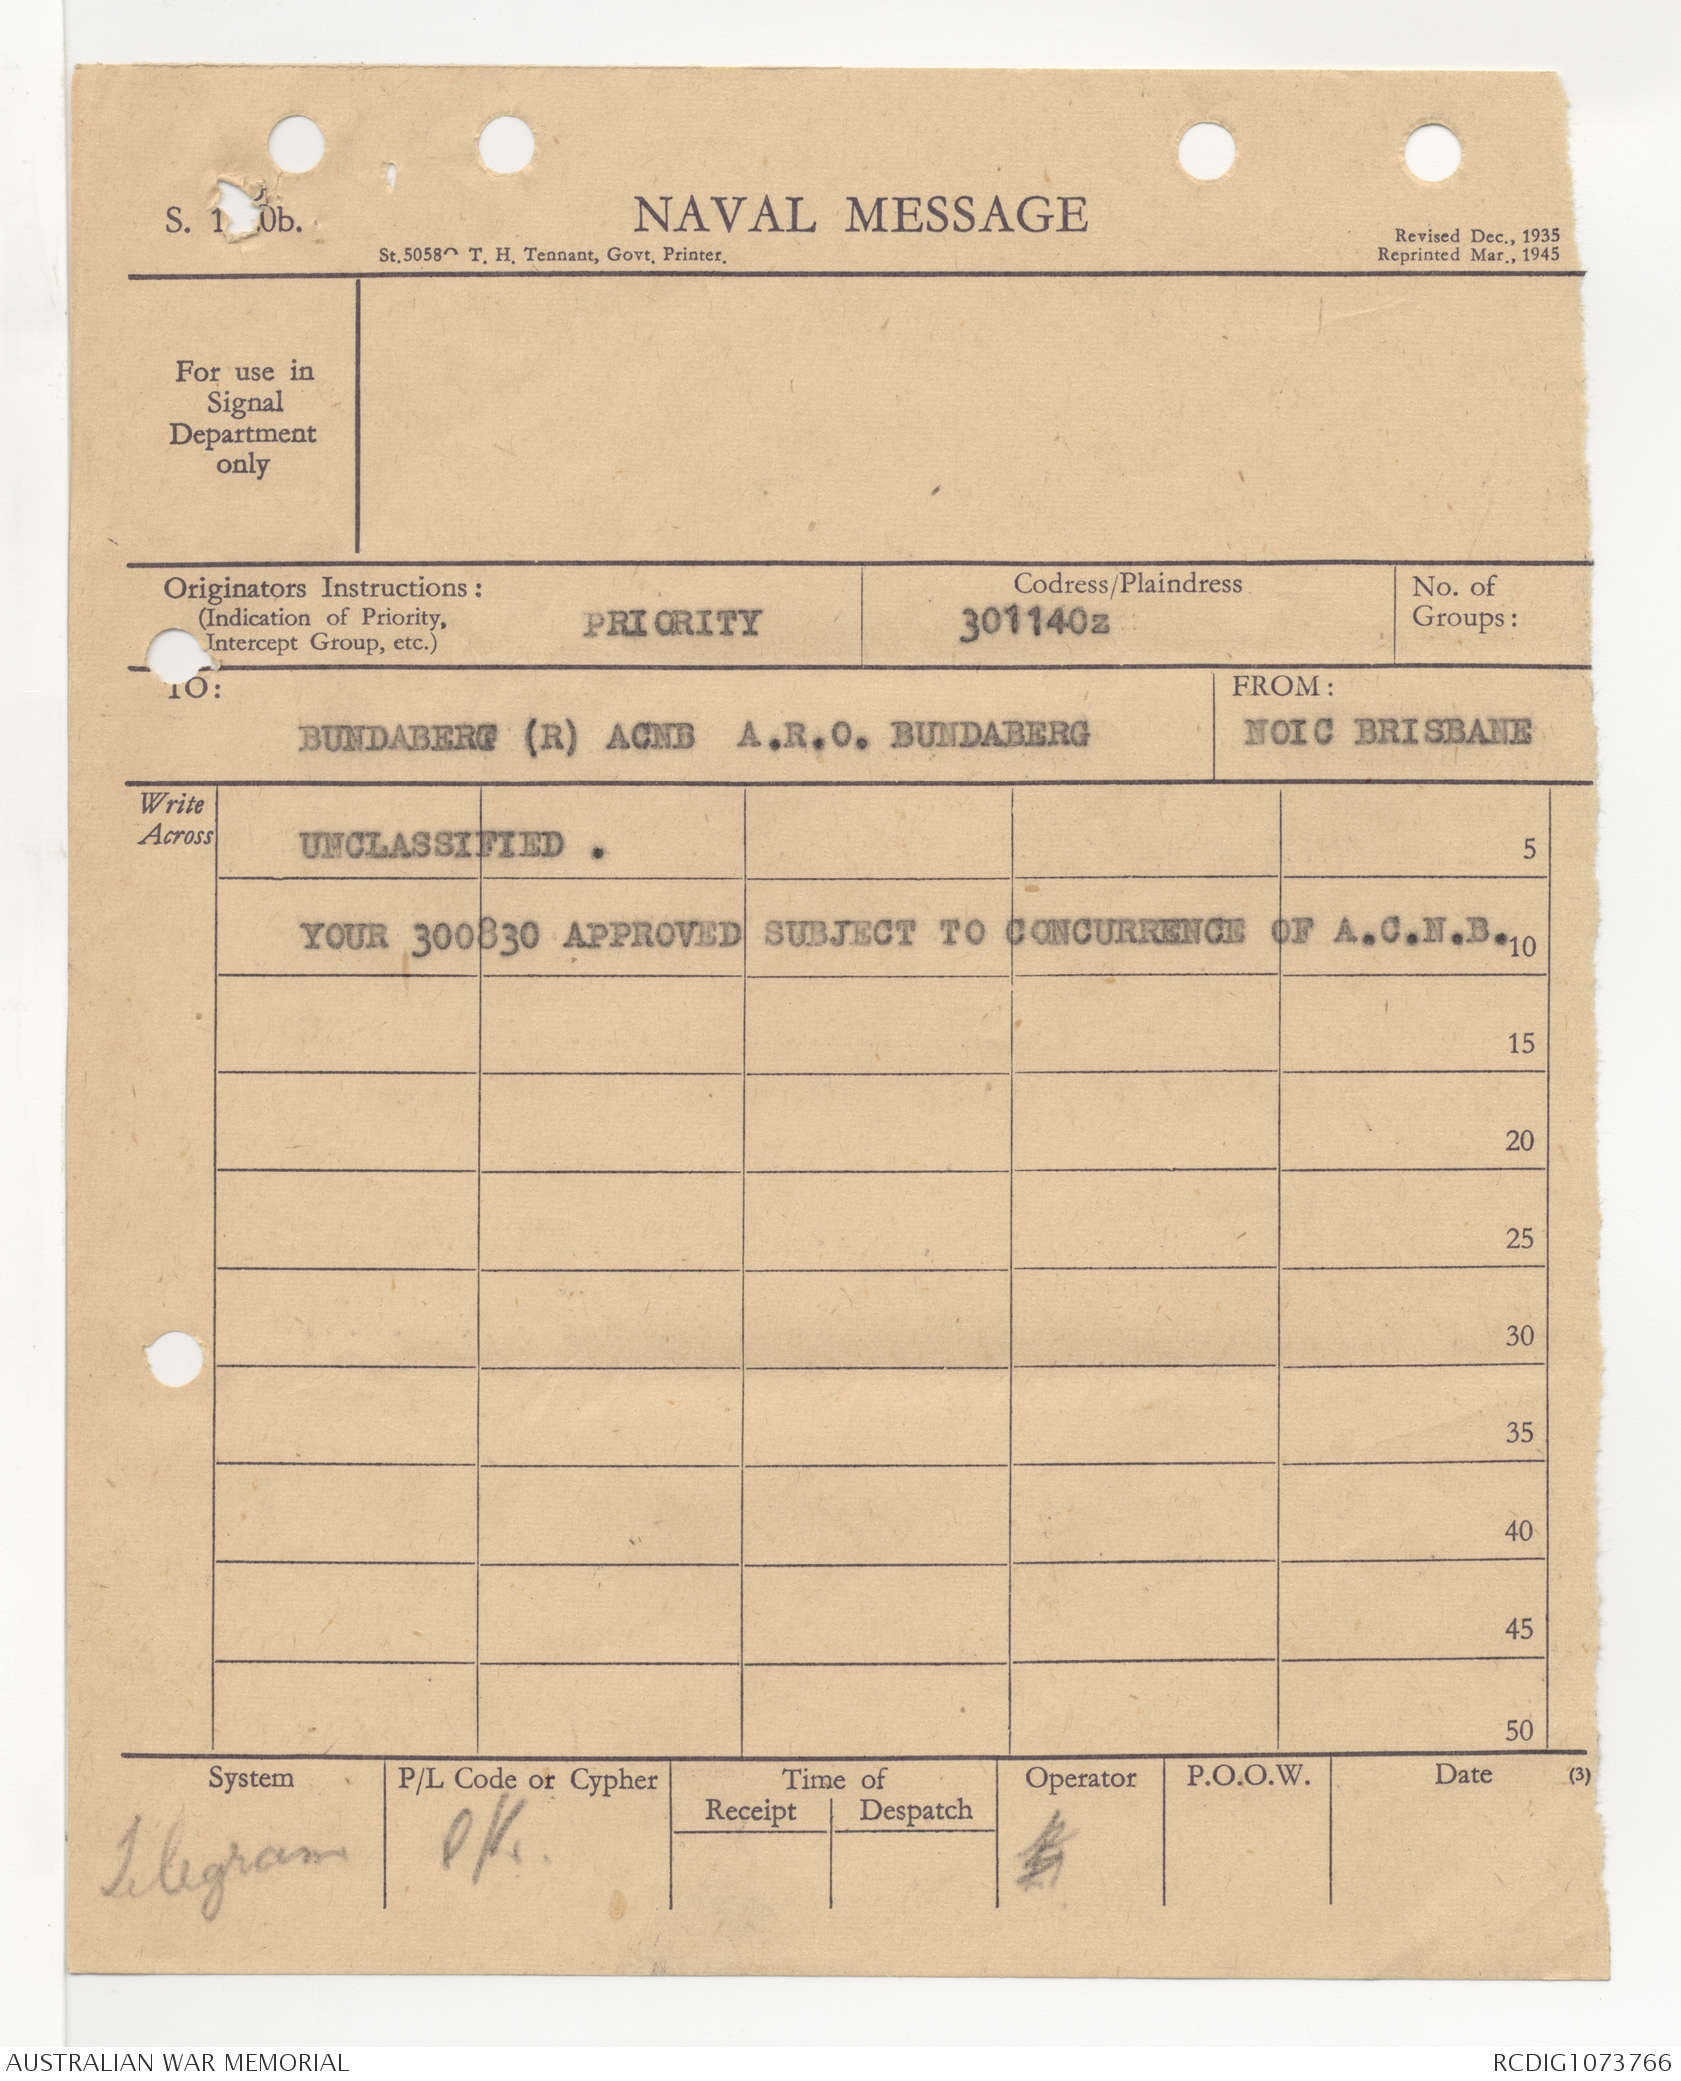 S. 1 0b.
NAVAL MESSAGE
St.5058 T. H. Tennant, Govt. Printer.
Revised Dec., 1935
Reprinted Mar., 1945
For use in
Signal
Department
only
Originators Instructions:
(Indication of Priority,
Intercept Group, etc.)
PRIORITY
Codress/Plaindress
301140z
No. of
Groups:
TO:
BUNDABERG (R) ACNB A.R.O. BUNDABERG
FROM:
NOIC BRISBANE
Write
Across
UNCLASSIFIED .
5
YOUR 300830 APPROVED SUBJECT TO CONCURRENCE OF A.C.N.B.
10
15
20
25
30
35
40
45
50
System
P/L Code or Cypher
Time of
Receipt
Despatch
Operator
P.O.O.W.
Date
(3)
Telegram
P/L.
AUSTRALIAN WAR MEMORIAL
RCDIG1073766